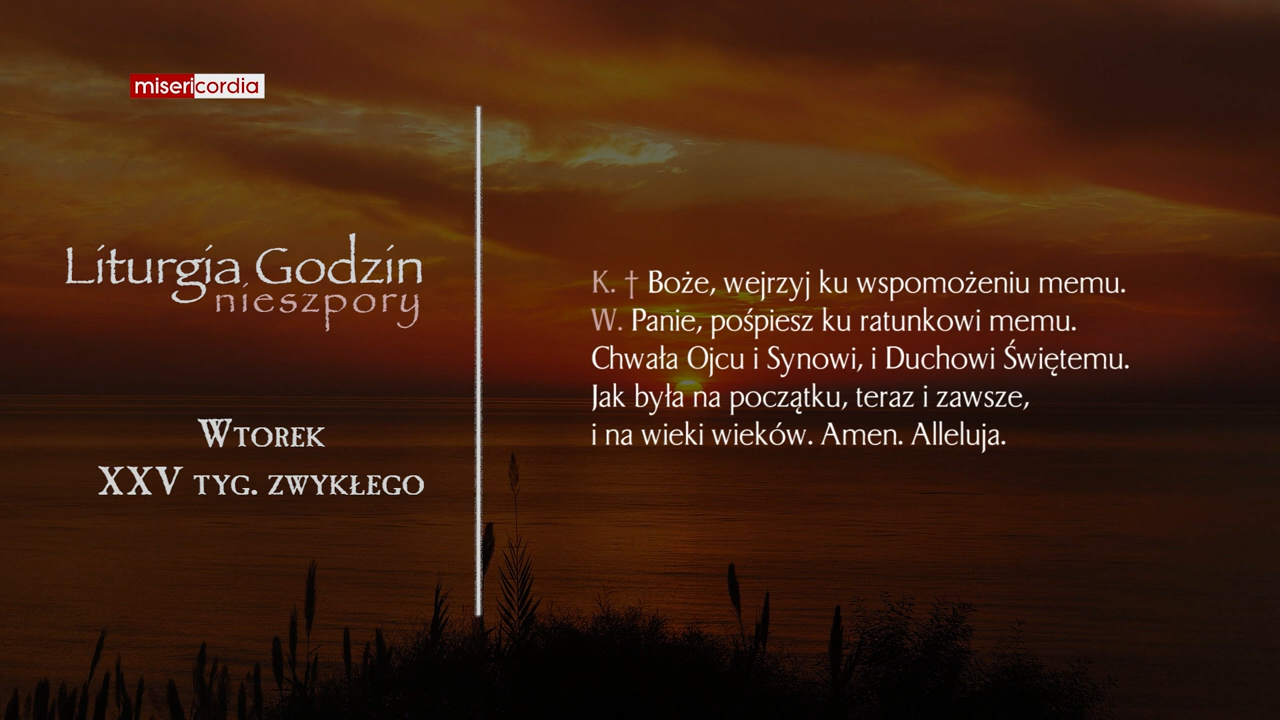 misericordia
Liturgia Godzin
nieszpory
Wtorek
XXV tyg. zwykłego
K. † Boże, wejrzyj ku wspomożeniu memu.
W. Panie, pośpiesz ku ratunkowi memu.
Chwała Ojcu i Synowi, i Duchowi Świętemu.
Jak była na początku, teraz i zawsze,
i na wieki wieków. Amen. Alleluja.